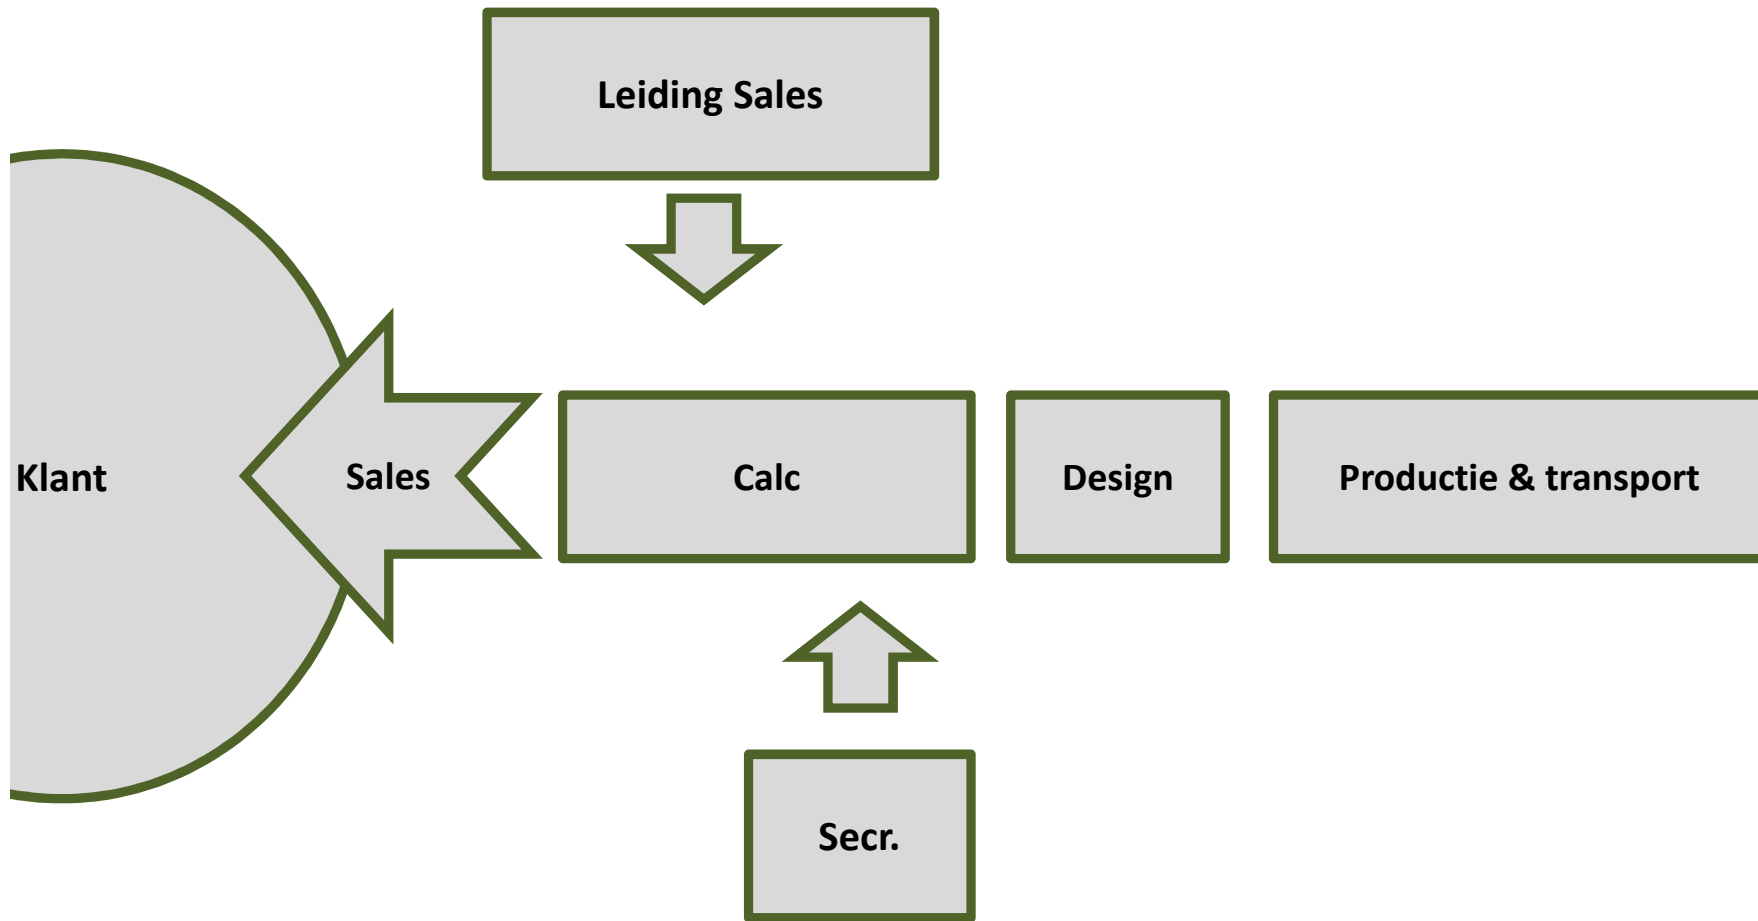 Leiding Sales
Klant
Sales
Calc
Design
Productie & transport
Secr.